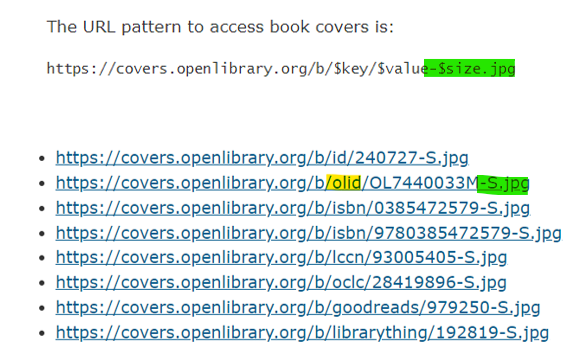 The URL pattern to access book covers is:
https://covers.openlibrary.org/b/$key/$value-$size.jpg
https://covers.openlibrary.org/b/id/240727-S.jpg
https://covers.openlibrary.org/b/olid/OL7440033M-S.jpg
https://covers.openlibrary.org/b/isbn/0385472579-S.jpg
https://covers.openlibrary.org/b/isbn/9780385472579-S.jpg
https://covers.openlibrary.org/b/lccn/93005405-S.jpg
https://covers.openlibrary.org/b/oclc/28419896-S.jpg
https://covers.openlibrary.org/b/goodreads/979250-S.jpg
https://covers.openlibrary.org/b/librarything/192819-S.jpg